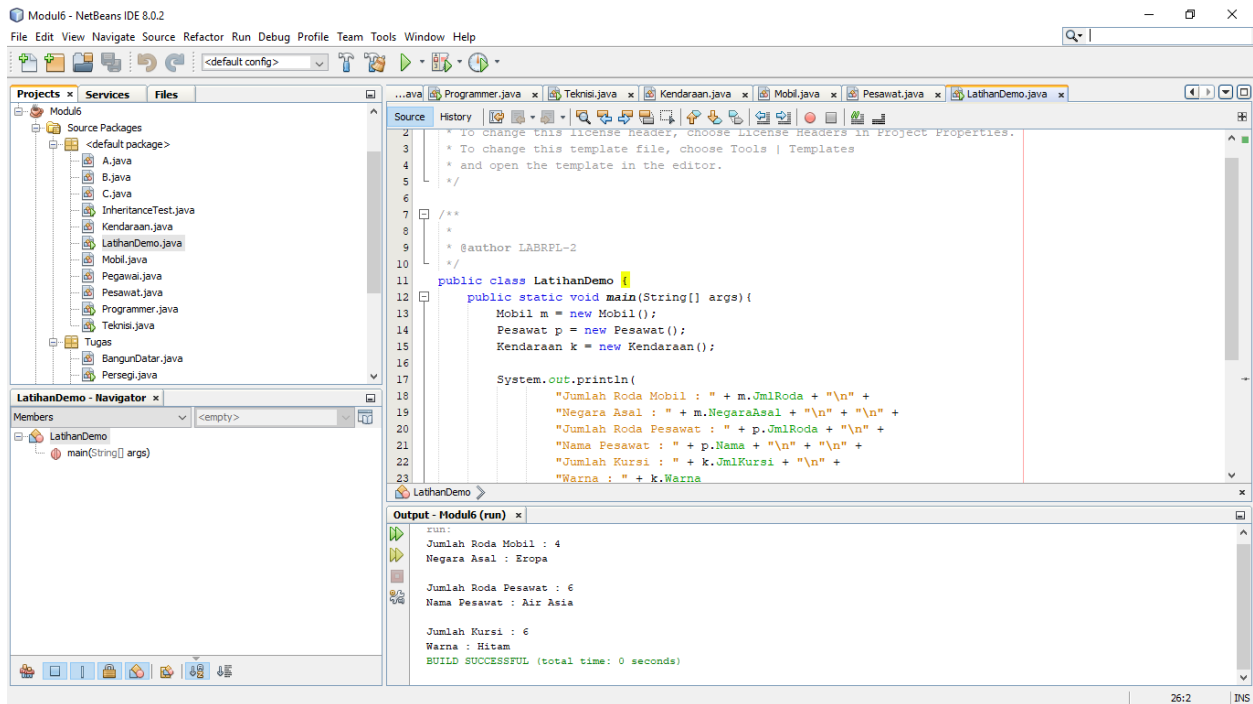 Modul6 - NetBeans IDE 8.0.2
File Edit View Navigate Source Refactor Run Debug Profile Team Tools Window Help
<default config>
Projects Services Files
Modul6
Source Packages
<default package>
A.java
B.java
C.java
InheritanceTest.java
Kendaraan.java
LatihanDemo.java
Mobil.java
Pegawai.java
Pesawat.java
Programmer.java
Teknisi.java
Tugas
BangunDatar.java
Persegi.java
LatihanDemo - Navigator
Members <empty>
LatihanDemo
main(String[] args)
...ava Programmer.java Teknisi.java Kendaraan.java Mobil.java Pesawat.java LatihanDemo.java
Source History
2 * To change this license header, choose License Headers in Project Properties.
3 * To change this template file, choose Tools | Templates
4 * and open the template in the editor.
5 */
6
7 /**
8 *
9 * @author LABRPL-2
10 */
11 public class LatihanDemo {
12 public static void main(String[] args){
13 Mobil m = new Mobil();
14 Pesawat p = new Pesawat();
15 Kendaraan k = new Kendaraan();
16
17 System.out.println(
18 "Jumlah Roda Mobil : " + m.JmlRoda + "\n" +
19 "Negara Asal : " + m.NegaraAsal + "\n" + "\n" +
20 "Jumlah Roda Pesawat : " + p.JmlRoda + "\n" +
21 "Nama Pesawat : " + p.Nama + "\n" + "\n" +
22 "Jumlah Kursi : " + k.JmlKursi + "\n" +
23 "Warna : " + k.Warna
LatihanDemo
Output - Modul6 (run)
run:
Jumlah Roda Mobil : 4
Negara Asal : Eropa
Jumlah Roda Pesawat : 6
Nama Pesawat : Air Asia
Jumlah Kursi : 6
Warna : Hitam
BUILD SUCCESSFUL (total time: 0 seconds)
26:2 INS